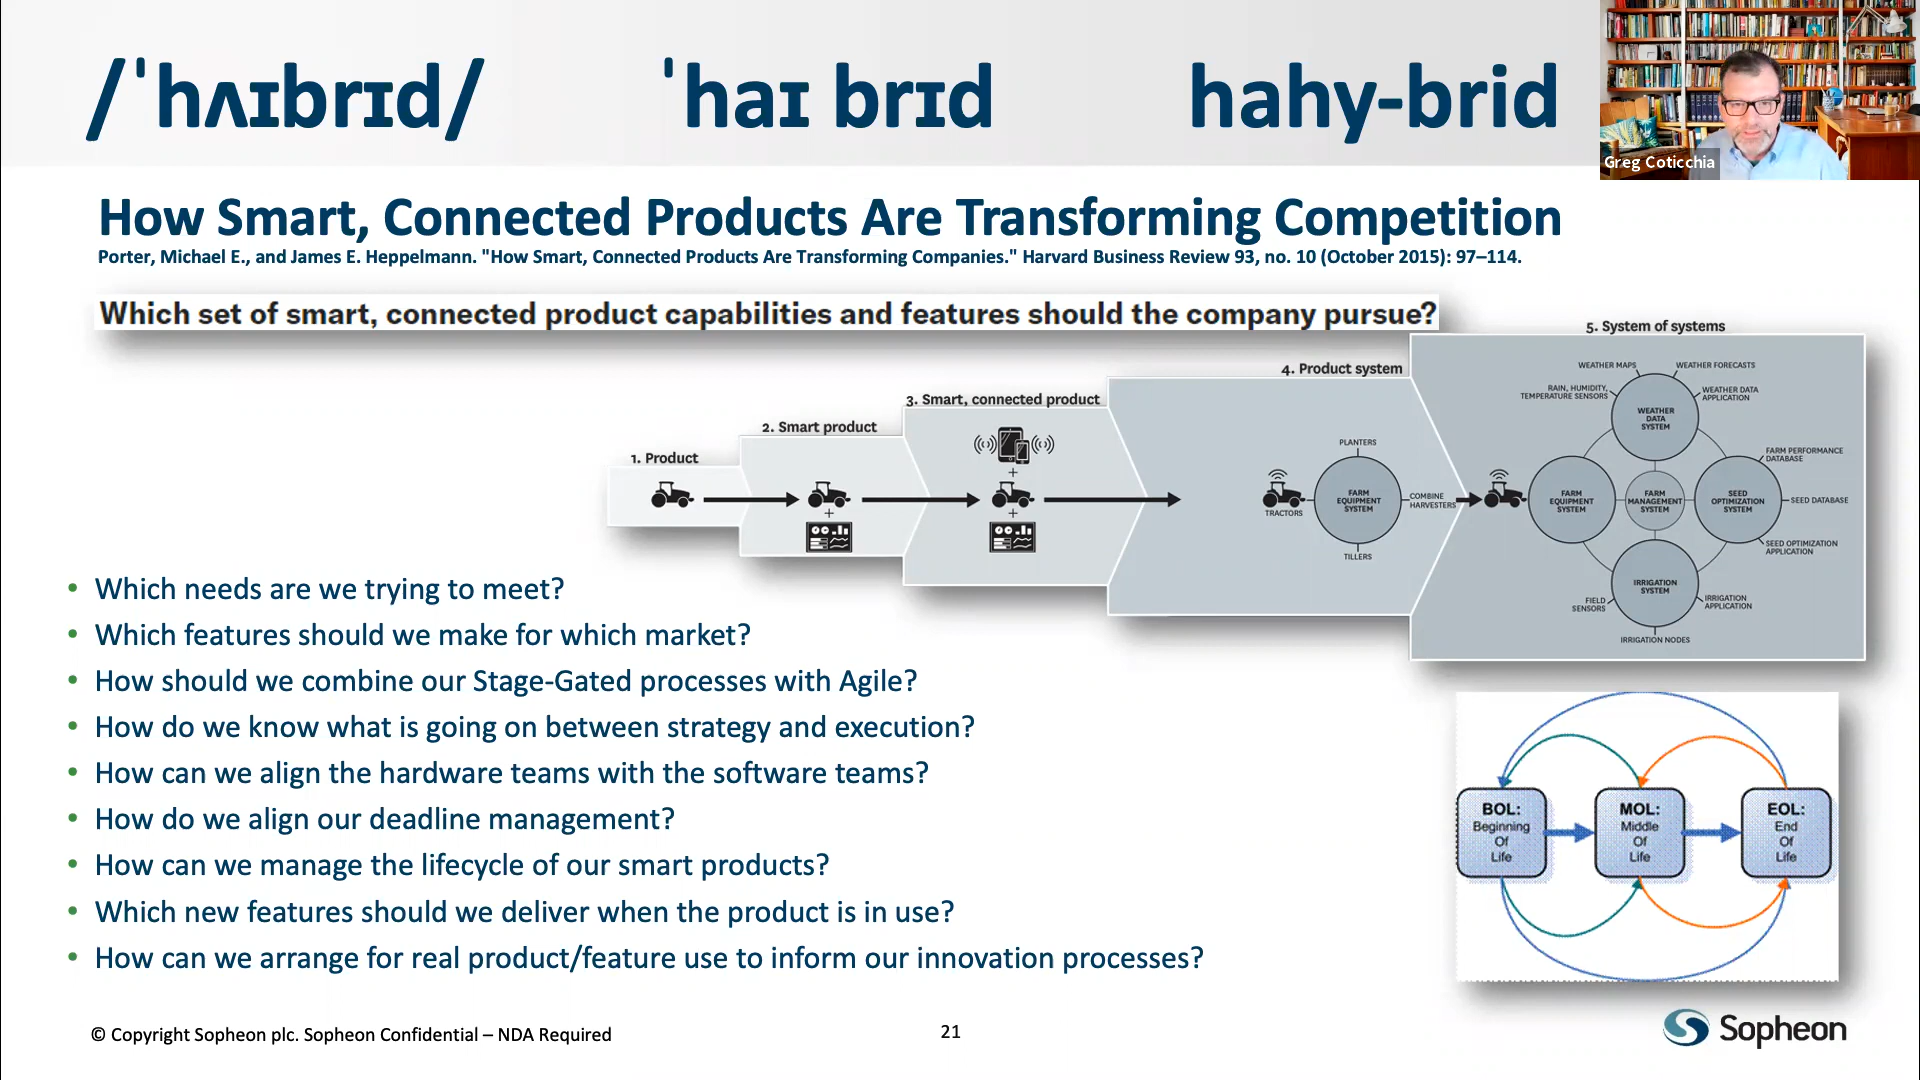 /ˈhʌɪbrɪd/ ˈhaɪ brɪd hahy-brid
Greg Coticchia
How Smart, Connected Products Are Transforming Competition
Porter, Michael E., and James E. Heppelmann. "How Smart, Connected Products Are Transforming Companies." Harvard Business Review 93, no. 10 (October 2015): 97–114.
Which set of smart, connected product capabilities and features should the company pursue?
1. Product
2. Smart product
+
3. Smart, connected product
+
+
4. Product system
PLANTERS
TRACTORS
FARM
EQUIPMENT
SYSTEM
COMBINE
HARVESTERS
TILLERS
5. System of systems
WEATHER MAPS
WEATHER FORECASTS
RAIN, HUMIDITY,
TEMPERATURE SENSORS
WEATHER DATA
APPLICATION
WEATHER
DATA
SYSTEM
FARM PERFORMANCE
DATABASE
FARM
EQUIPMENT
SYSTEM
FARM
MANAGEMENT
SYSTEM
SEED
OPTIMIZATION
SYSTEM
SEED DATABASE
SEED OPTIMIZATION
APPLICATION
IRRIGATION
SYSTEM
FIELD
SENSORS
IRRIGATION
APPLICATION
IRRIGATION NODES
• Which needs are we trying to meet?
• Which features should we make for which market?
• How should we combine our Stage-Gated processes with Agile?
• How do we know what is going on between strategy and execution?
• How can we align the hardware teams with the software teams?
• How do we align our deadline management?
• How can we manage the lifecycle of our smart products?
• Which new features should we deliver when the product is in use?
• How can we arrange for real product/feature use to inform our innovation processes?
BOL:
Beginning
Of
Life
MOL:
Middle
Of
Life
EOL:
End
Of
Life
© Copyright Sopheon plc. Sopheon Confidential – NDA Required
21
Sopheon